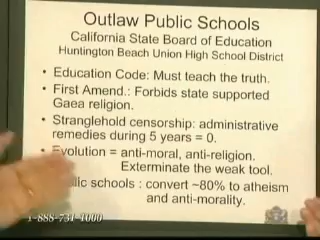 Outlaw Public Schools
California State Board of Education
Huntington Beach Union High School District
• Education Code: Must teach the truth.
• First Amend.: Forbids state supported
Gaea religion.
• Stranglehold censorship: administrative
remedies during 5 years = 0.
• Evolution = anti-moral, anti-religion.
Exterminate the weak tool.
schools : convert ~80% to atheism
and anti-morality.
1-888-731-1000